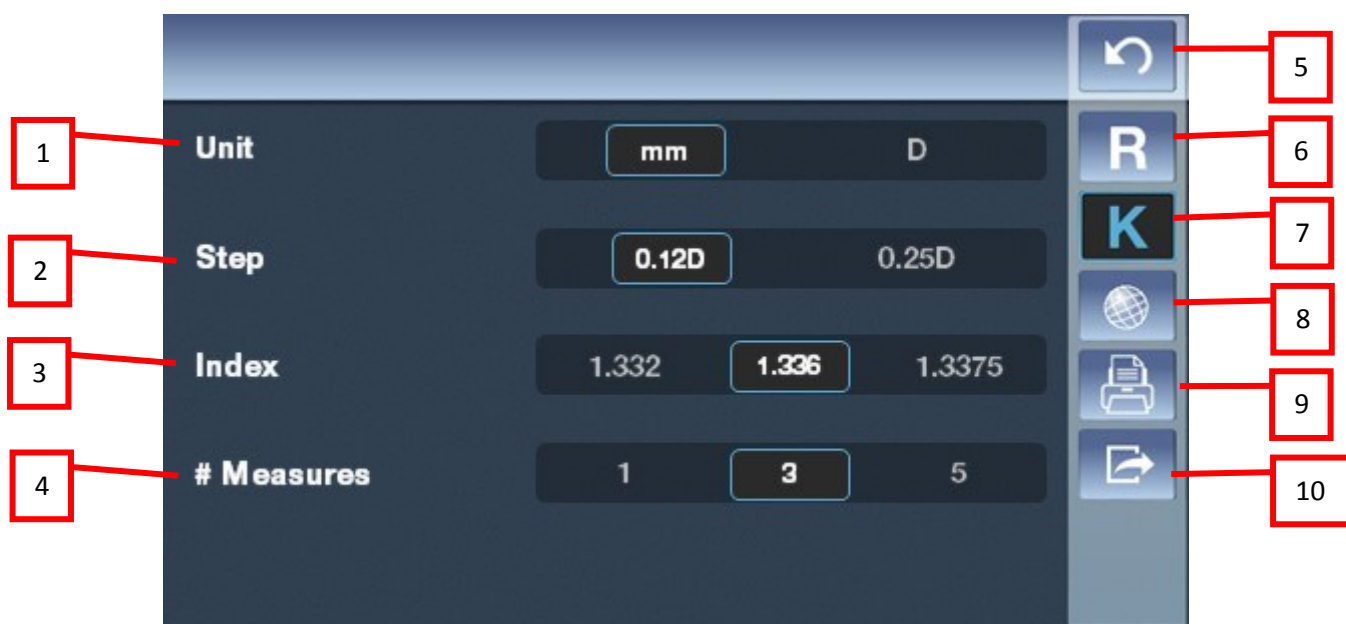 5
1 Unit mm D R 6
K 7
2 Step 0.12D 0.25D
8
3 Index 1.332 1.336 1.3375
9
4 # Measures 1 3 5
10